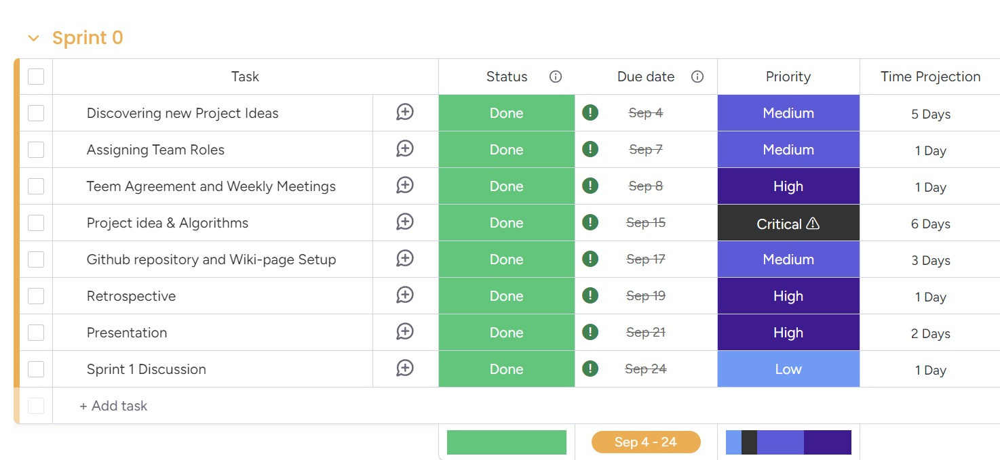 Sprint 0
Task Status Due date Priority Time Projection
Discovering new Project Ideas Done Sep 4 Medium 5 Days
Assigning Team Roles Done Sep 7 Medium 1 Day
Teem Agreement and Weekly Meetings Done Sep 8 High 1 Day
Project idea & Algorithms Done Sep 15 Critical ⚠ 6 Days
Github repository and Wiki-page Setup Done Sep 17 Medium 3 Days
Retrospective Done Sep 19 High 1 Day
Presentation Done Sep 21 High 2 Days
Sprint 1 Discussion Done Sep 24 Low 1 Day
+ Add task
Sep 4 - 24